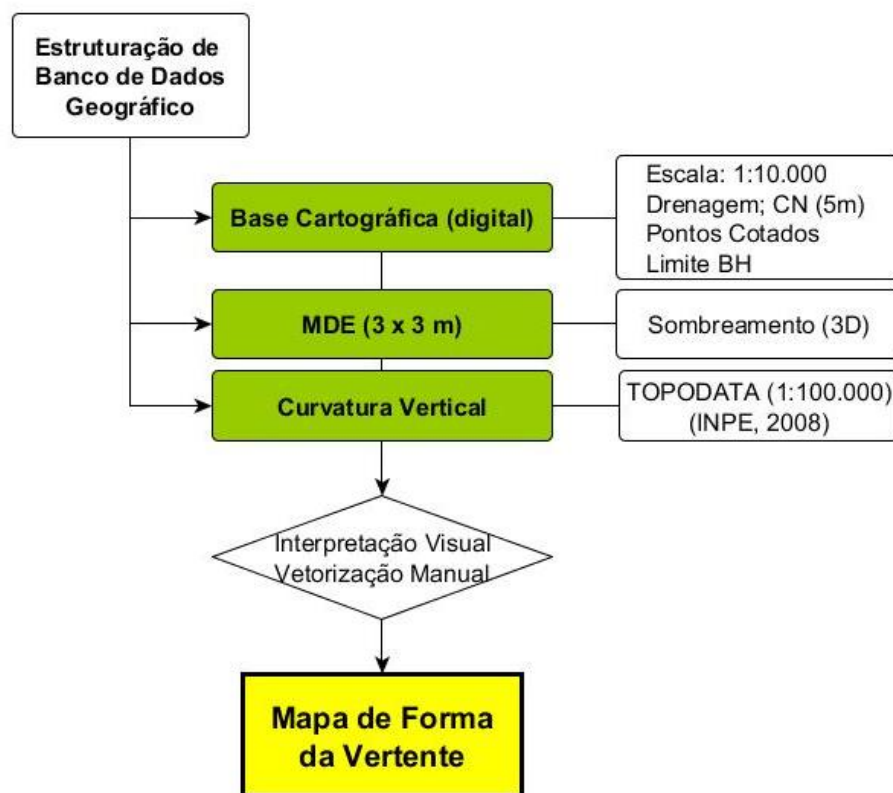 Estruturação de
Banco de Dados
Geográfico
Base Cartográfica (digital)
Escala: 1:10.000
Drenagem; CN (5m)
Pontos Cotados
Limite BH
MDE (3 x 3 m)
Sombreamento (3D)
Curvatura Vertical
TOPODATA (1:100.000)
(INPE, 2008)
Interpretação Visual
Vetorização Manual
Mapa de Forma
da Vertente